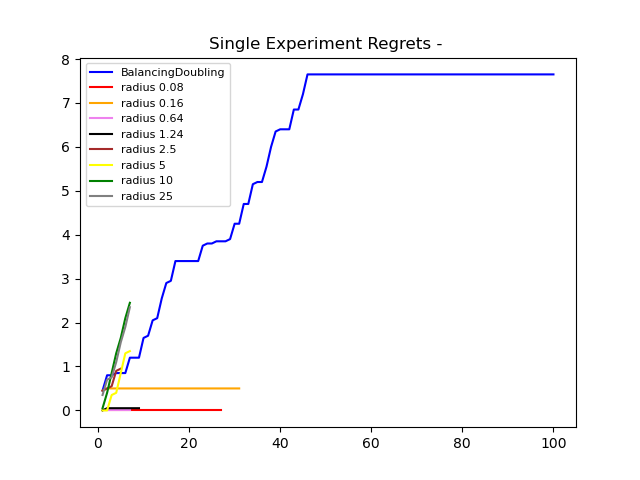 Single Experiment Regrets -
8
7
6
5
4
3
2
1
0
BalancingDoubling
radius 0.08
radius 0.16
radius 0.64
radius 1.24
radius 2.5
radius 5
radius 10
radius 25
0 20 40 60 80 100